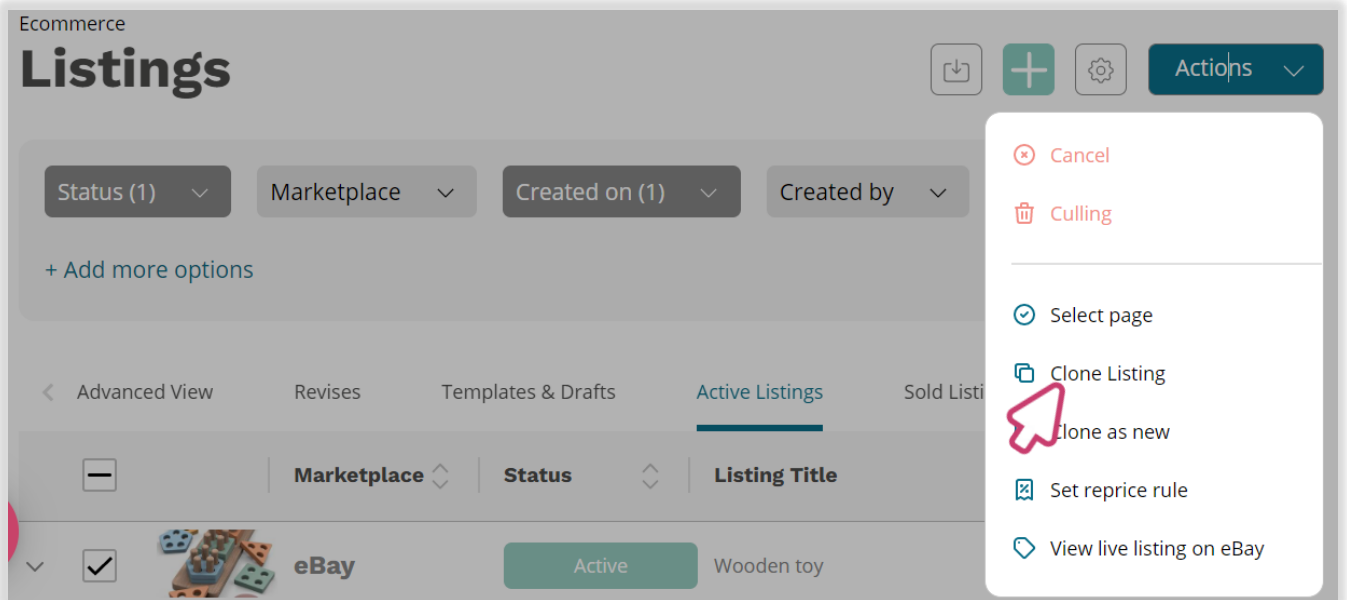 Ecommerce
Listings
Actions
Cancel
Culling
Select page
Clone Listing
Clone as new
Set reprice rule
View live listing on eBay
Status (1)
Marketplace
Created on (1)
Created by
+ Add more options
Advanced View
Revises
Templates & Drafts
Active Listings
Sold Listi
Marketplace
Status
Listing Title
eBay
Active
Wooden toy